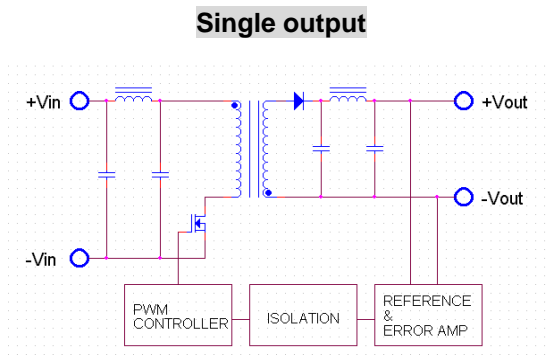 Single output
+Vin
+Vout
-Vout
-Vin
PWM
CONTROLLER
ISOLATION
REFERENCE
&
ERROR AMP